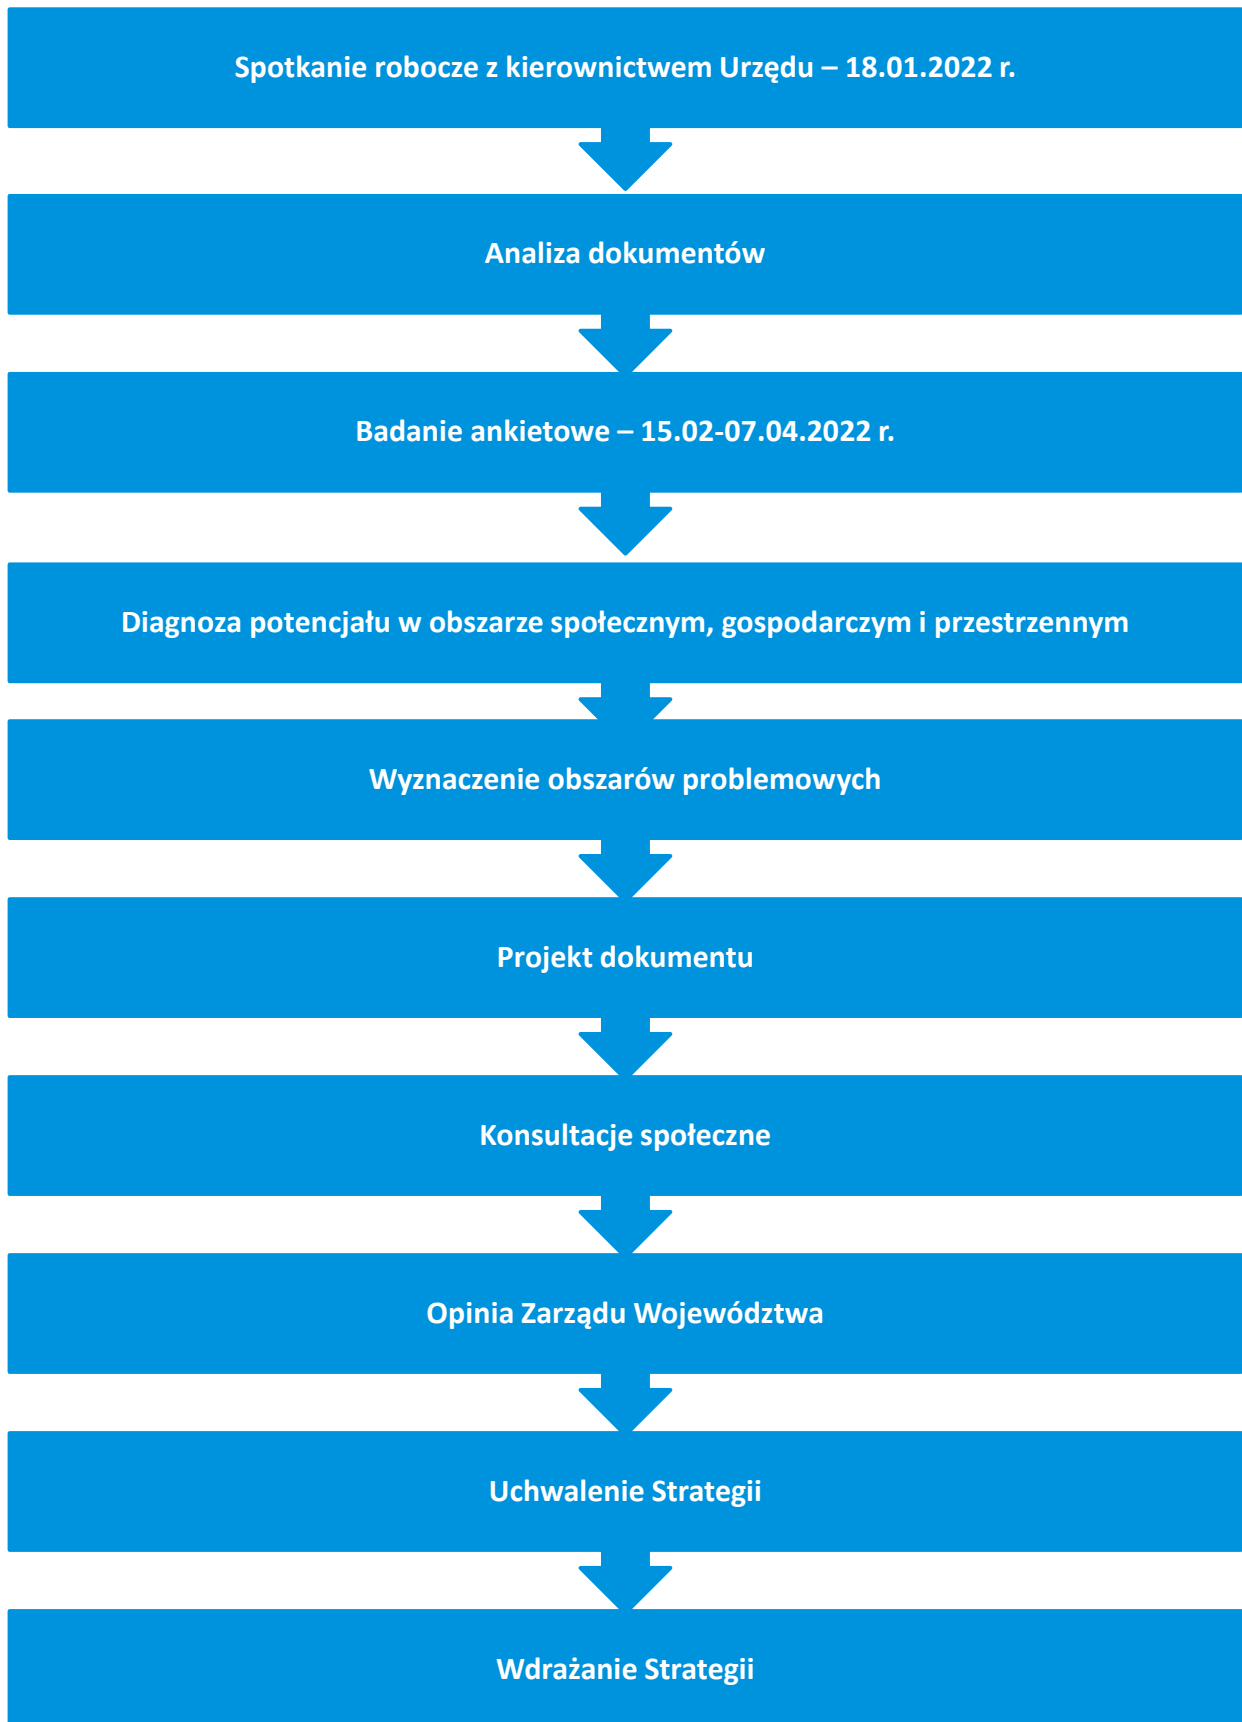 Spotkanie robocze z kierownictwem Urzędu – 18.01.2022 r.
Analiza dokumentów
Badanie ankietowe – 15.02-07.04.2022 r.
Diagnoza potencjału w obszarze społecznym, gospodarczym i przestrzennym
Wyznaczenie obszarów problemowych
Projekt dokumentu
Konsultacje społeczne
Opinia Zarządu Województwa
Uchwalenie Strategii
Wdrażanie Strategii